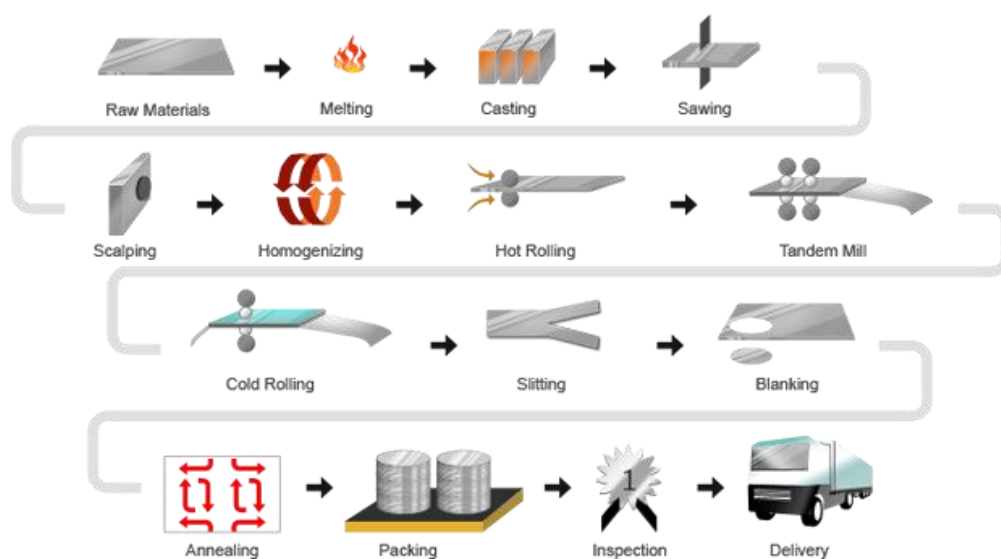 Raw Materials
Melting
Casting
Sawing
Scalping
Homogenizing
Hot Rolling
Tandem Mill
Cold Rolling
Slitting
Blanking
1
Annealing
Packing
Inspection
Delivery